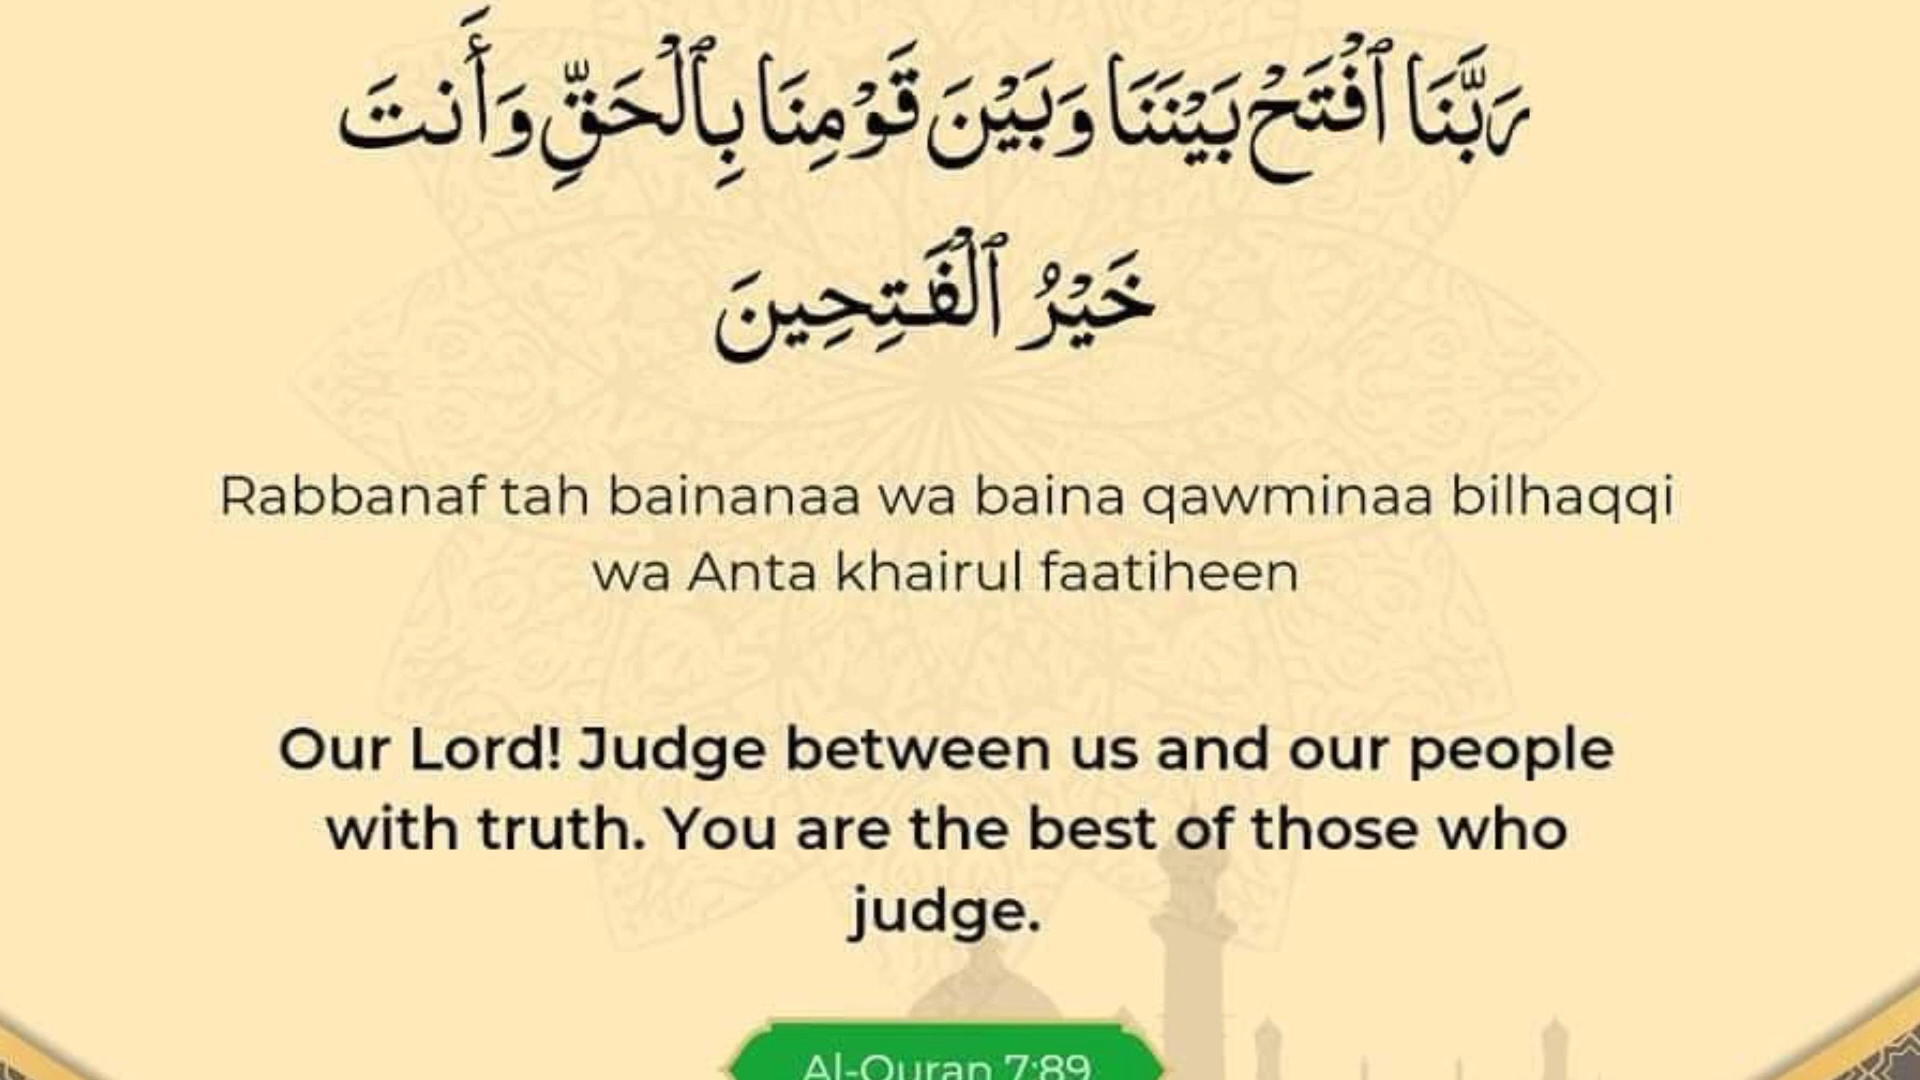 رَبَّنَا ٱفْتَحْ بَيْنَنَا وَبَيْنَ قَوْمِنَا بِٱلْحَقِّ وَأَنتَ
خَيْرُ ٱلْفَـٰتِحِينَ
Rabbanaf tah bainanaa wa baina qawminaa bilhaqqi
wa Anta khairul faatiheen
Our Lord! Judge between us and our people
with truth. You are the best of those who
judge.
Al-Quran 7:89